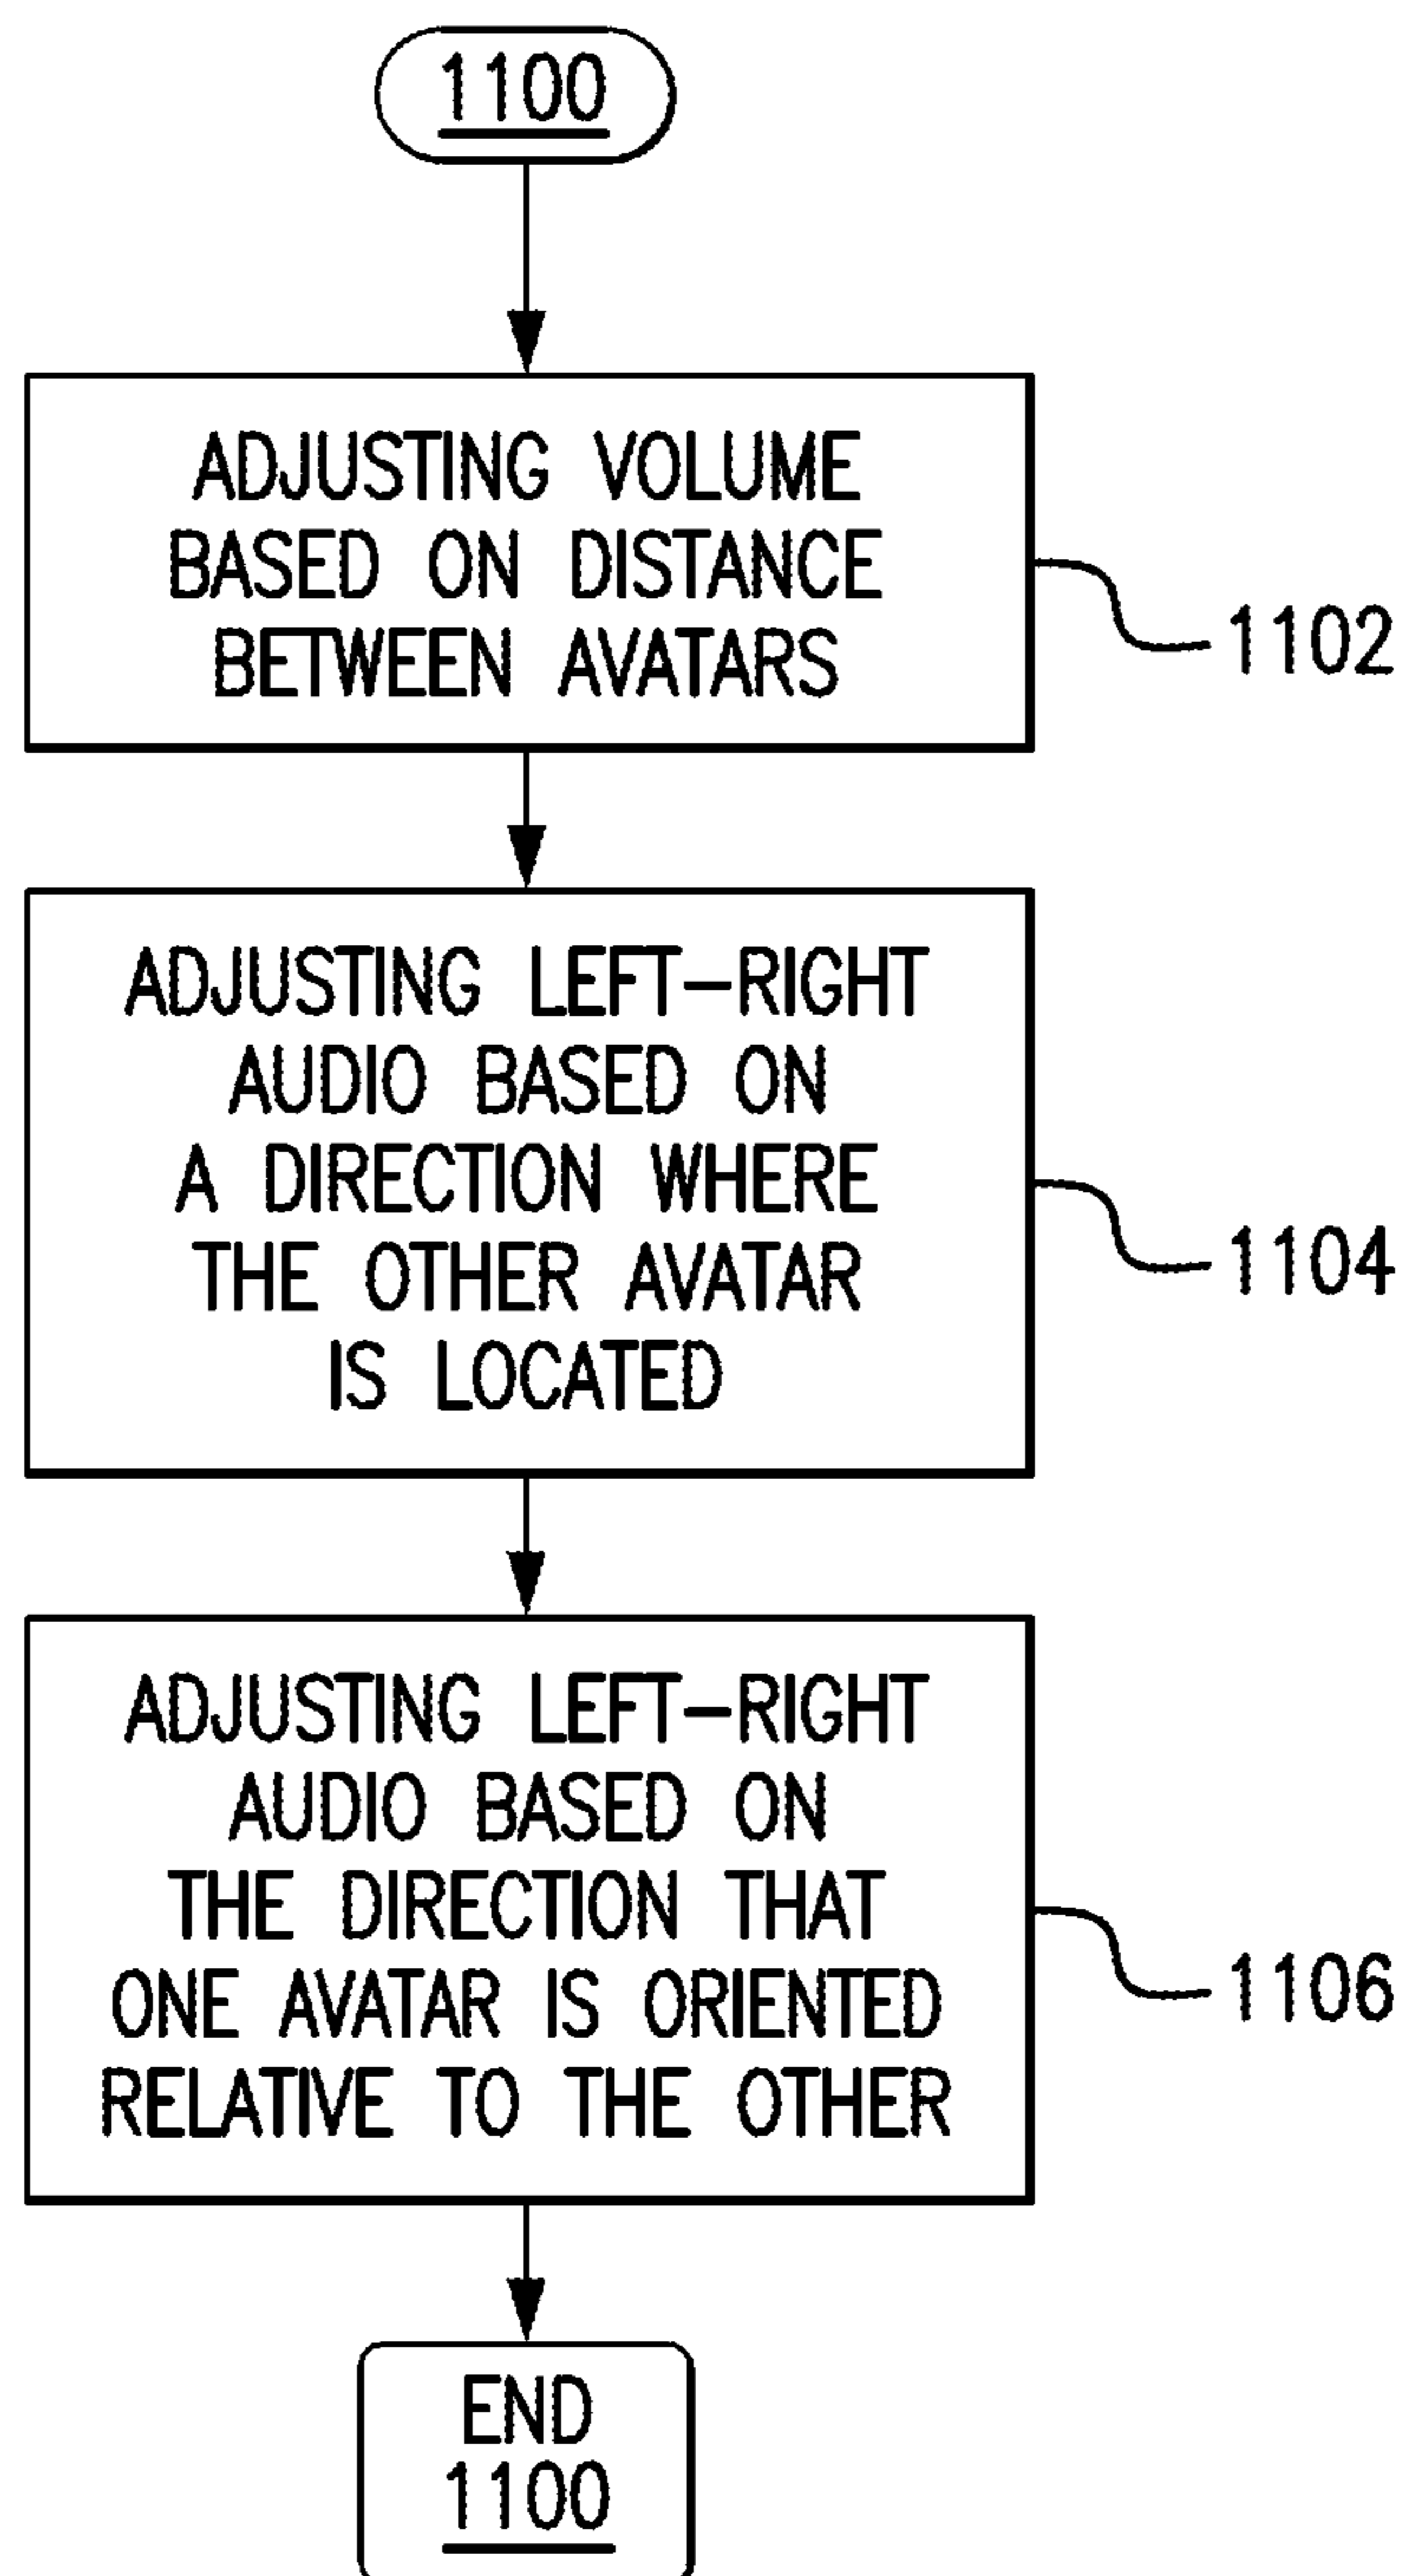 1100
ADJUSTING VOLUME
BASED ON DISTANCE
BETWEEN AVATARS
1102
ADJUSTING LEFT-RIGHT
AUDIO BASED ON
A DIRECTION WHERE
THE OTHER AVATAR
IS LOCATED
1104
ADJUSTING LEFT-RIGHT
AUDIO BASED ON
THE DIRECTION THAT
ONE AVATAR IS ORIENTED
RELATIVE TO THE OTHER
1106
END
1100